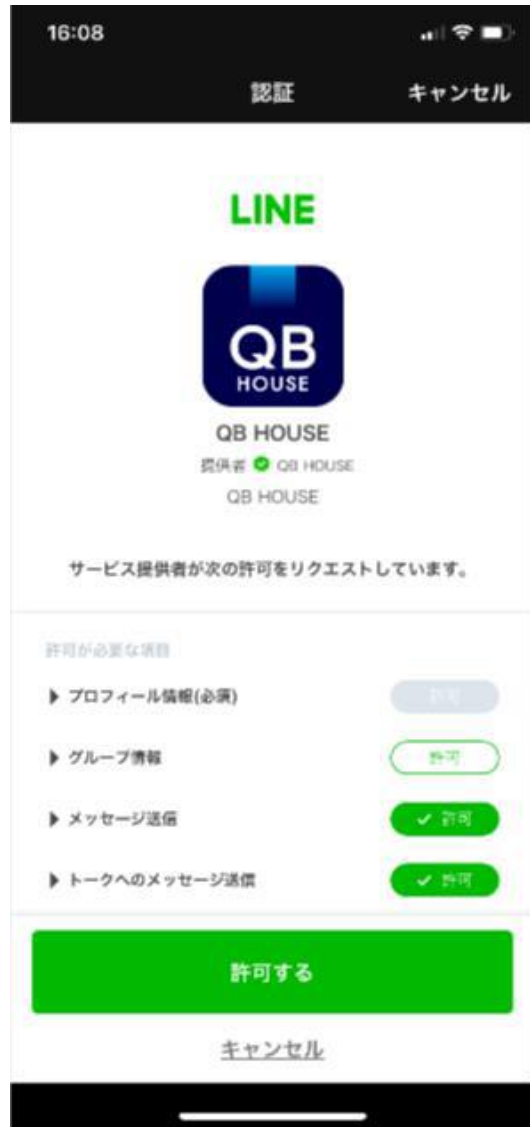 16:08
認証 キャンセル
LINE
QB
HOUSE
QB HOUSE
提供者 QB HOUSE
QB HOUSE
サービス提供者が次の許可をリクエストしています。
許可が必要な項目
プロフィール情報(必須) 許可
グループ情報 許可
メッセージ送信 許可
トークへのメッセージ送信 許可
許可する
キャンセル